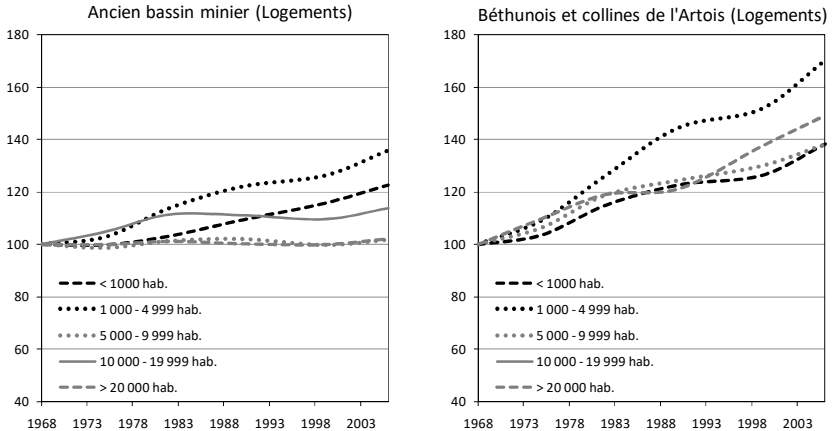 Ancien bassin minier (Logements)
180
160
140
120
100
80
60
40
< 1000 hab.
1 000 - 4 999 hab.
5 000 - 9 999 hab.
10 000 - 19 999 hab.
> 20 000 hab.
1968 1973 1978 1983 1988 1993 1998 2003
Béthunois et collines de l'Artois (Logements)
180
160
140
120
100
80
60
40
< 1000 hab.
1 000 - 4 999 hab.
5 000 - 9 999 hab.
10 000 - 19 999 hab.
> 20 000 hab.
1968 1973 1978 1983 1988 1993 1998 2003